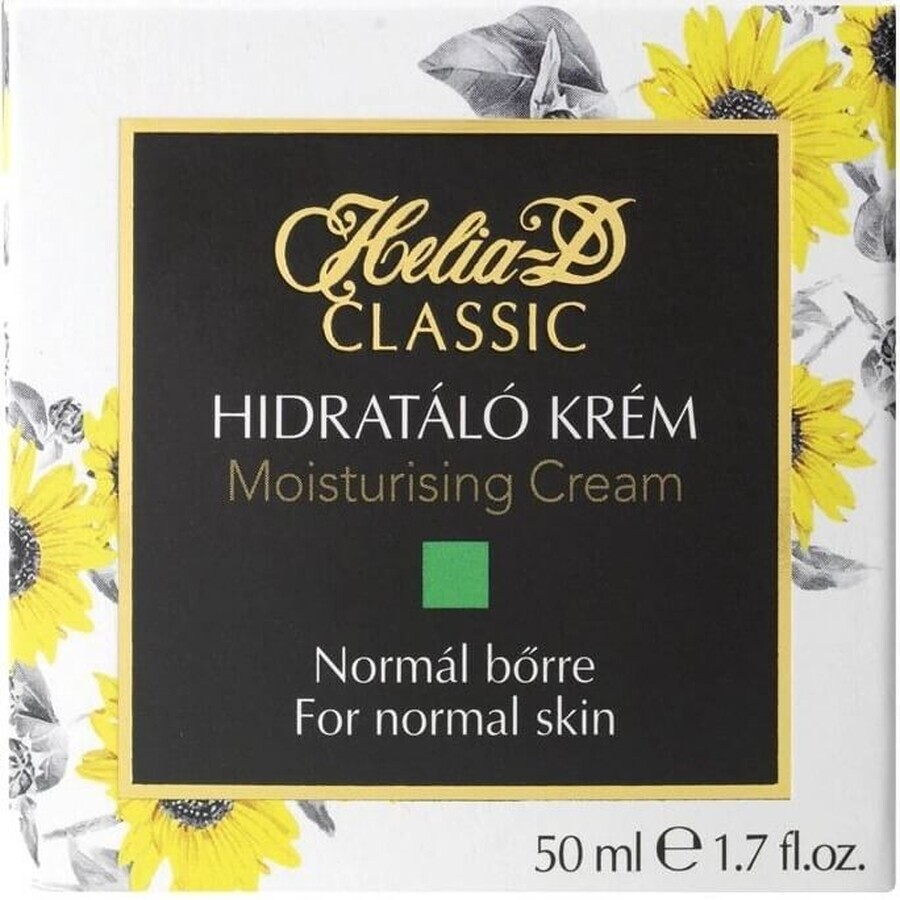 Helia-D
CLASSIC
HIDRATÁLÓ KRÉM
Moisturising Cream
Normál bőrre
For normal skin
50 ml ℮ 1.7 fl.oz.